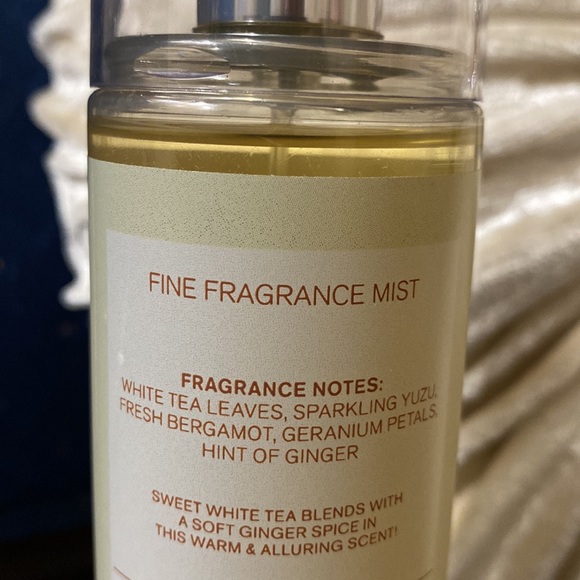 FINE FRAGRANCE MIST
FRAGRANCE NOTES:
WHITE TEA LEAVES, SPARKLING YUZU,
FRESH BERGAMOT, GERANIUM PETALS,
HINT OF GINGER
SWEET WHITE TEA BLENDS WITH
A SOFT GINGER SPICE IN
THIS WARM & ALLURING SCENT!